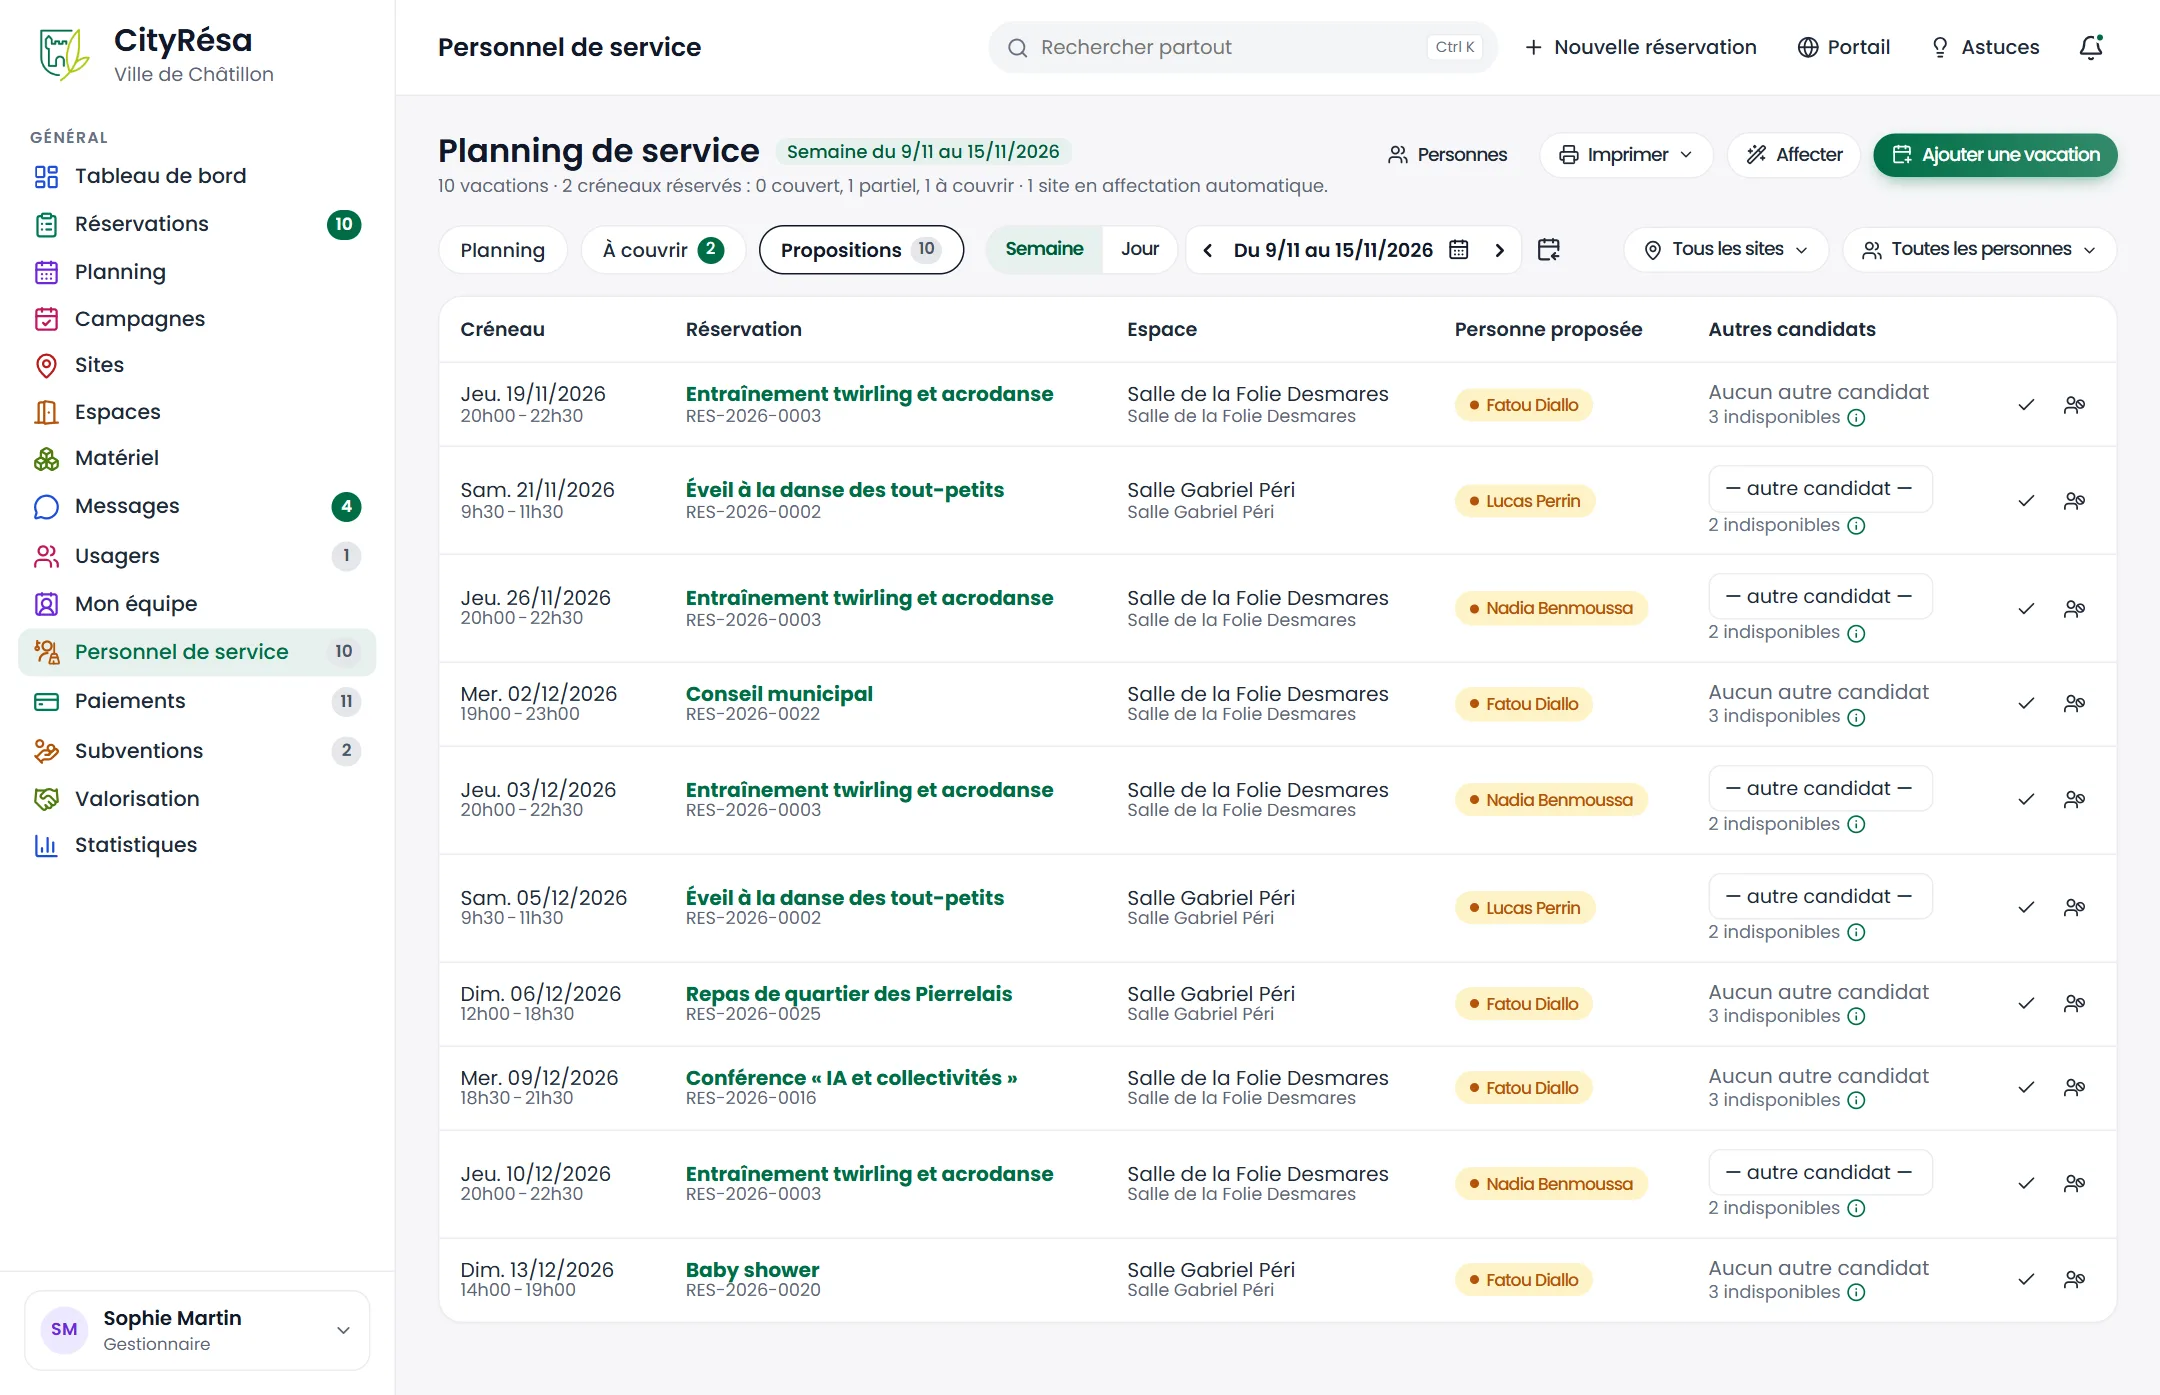 CityRésa
Ville de Châtillon
GÉNÉRAL
Tableau de bord
Réservations 10
Planning
Campagnes
Sites
Espaces
Matériel
Messages 4
Usagers 1
Mon équipe
Personnel de service 10
Paiements 11
Subventions 2
Valorisation
Statistiques
SM
Sophie Martin
Gestionnaire
Personnel de service
Rechercher partout Ctrl K
Nouvelle réservation
Portail
Astuces
Planning de service Semaine du 9/11 au 15/11/2026
10 vacations · 2 créneaux réservés : 0 couvert, 1 partiel, 1 à couvrir · 1 site en affectation automatique.
Personnes
Imprimer
Affecter
Ajouter une vacation
Planning
À couvrir 2
Propositions 10
Semaine Jour
Du 9/11 au 15/11/2026
Tous les sites
Toutes les personnes
Créneau Réservation Espace Personne proposée Autres candidats
Jeu. 19/11/2026 Entraînement twirling et acrodanse Salle de la Folie Desmares Fatou Diallo Aucun autre candidat
20h00 - 22h30 RES-2026-0003 Salle de la Folie Desmares 3 indisponibles
Sam. 21/11/2026 Éveil à la danse des tout-petits Salle Gabriel Péri Lucas Perrin — autre candidat —
9h30 - 11h30 RES-2026-0002 Salle Gabriel Péri 2 indisponibles
Jeu. 26/11/2026 Entraînement twirling et acrodanse Salle de la Folie Desmares Nadia Benmoussa — autre candidat —
20h00 - 22h30 RES-2026-0003 Salle de la Folie Desmares 2 indisponibles
Mer. 02/12/2026 Conseil municipal Salle de la Folie Desmares Fatou Diallo Aucun autre candidat
19h00 - 23h00 RES-2026-0022 Salle de la Folie Desmares 3 indisponibles
Jeu. 03/12/2026 Entraînement twirling et acrodanse Salle de la Folie Desmares Nadia Benmoussa — autre candidat —
20h00 - 22h30 RES-2026-0003 Salle de la Folie Desmares 2 indisponibles
Sam. 05/12/2026 Éveil à la danse des tout-petits Salle Gabriel Péri Lucas Perrin — autre candidat —
9h30 - 11h30 RES-2026-0002 Salle Gabriel Péri 2 indisponibles
Dim. 06/12/2026 Repas de quartier des Pierrelais Salle Gabriel Péri Fatou Diallo Aucun autre candidat
12h00 - 18h30 RES-2026-0025 Salle Gabriel Péri 3 indisponibles
Mer. 09/12/2026 Conférence « IA et collectivités » Salle de la Folie Desmares Fatou Diallo Aucun autre candidat
18h30 - 21h30 RES-2026-0016 Salle de la Folie Desmares 3 indisponibles
Jeu. 10/12/2026 Entraînement twirling et acrodanse Salle de la Folie Desmares Nadia Benmoussa — autre candidat —
20h00 - 22h30 RES-2026-0003 Salle de la Folie Desmares 2 indisponibles
Dim. 13/12/2026 Baby shower Salle Gabriel Péri Fatou Diallo Aucun autre candidat
14h00 - 19h00 RES-2026-0020 Salle Gabriel Péri 3 indisponibles